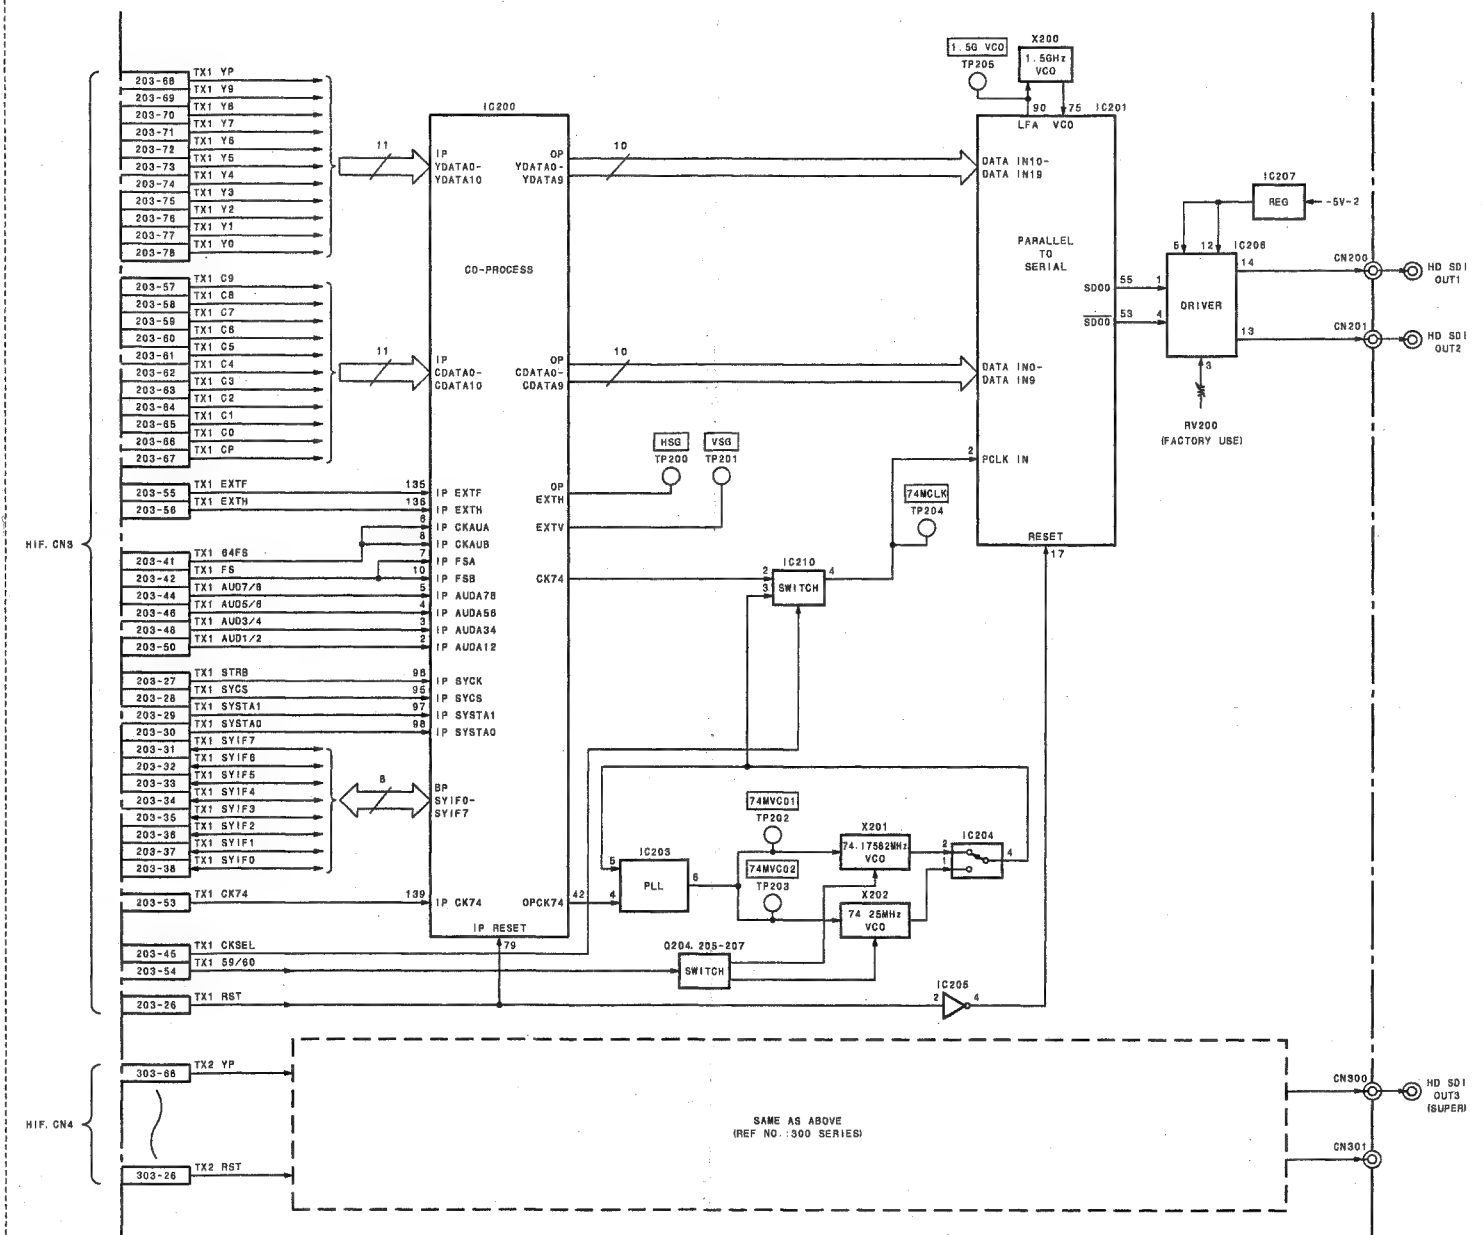 HIF. CN3
203-68 TX1 YP
203-69 TX1 Y9
203-70 TX1 Y8
203-71 TX1 Y7
203-72 TX1 Y6
203-73 TX1 Y5
203-74 TX1 Y4
203-75 TX1 Y3
203-76 TX1 Y2
203-77 TX1 Y1
203-78 TX1 Y0
203-57 TX1 C9
203-58 TX1 C8
203-59 TX1 C7
203-60 TX1 C6
203-61 TX1 C5
203-62 TX1 C4
203-63 TX1 C3
203-64 TX1 C2
203-65 TX1 C1
203-66 TX1 C0
203-67 TX1 CP
203-55 TX1 EXTF
203-56 TX1 EXTH
203-41 TX1 64FS
203-42 TX1 FS
203-44 TX1 AUD7/8
203-46 TX1 AUD5/6
203-48 TX1 AUD3/4
203-50 TX1 AUD1/2
203-27 TX1 STRB
203-28 TX1 SYCS
203-29 TX1 SYSTA1
203-30 TX1 SYSTA0
203-31 TX1 SYIF7
203-32 TX1 SYIF6
203-33 TX1 SYIF5
203-34 TX1 SYIF4
203-35 TX1 SYIF3
203-36 TX1 SYIF2
203-37 TX1 SYIF1
203-38 TX1 SYIF0
203-53 TX1 CK74
203-45 TX1 CKSEL
203-54 TX1 59/60
203-26 TX1 RST
IC200
CO-PROCESS
11
IP
YDATA0-
YDATA10
11
IP
CDATA0-
CDATA10
135 IP EXTF
136 IP EXTH
6 IP CKAUA
8 IP CKAUB
7 IP FSA
10 IP FSB
5 IP AUDA78
4 IP AUDA56
3 IP AUDA34
2 IP AUDA12
96 IP SYCK
95 IP SYCS
97 IP SYSTA1
98 IP SYSTA0
8
BP
SYIF0-
SYIF7
139 IP CK74
IP RESET
79
OP
YDATA0-
YDATA9
10
OP
CDATA0-
CDATA9
10
OP
EXTH
EXTV
CK74
OPCK74
42
HSG
TP200
VSG
TP201
IC203
PLL
5
4
6
74MVCO1
TP202
74MVCO2
TP203
X201
74.17582MHz
VCO
X202
74 25MHz
VCO
IC204
2
1
4
Q204. 205-207
SWITCH
IC205
2
4
IC210
SWITCH
2
3
4
74MCLK
TP204
1. 5G VCO
TP205
X200
1. 5GHz
VCO
90
75
IC201
LFA
VCO
DATA IN10-
DATA IN19
PARALLEL
TO
SERIAL
DATA IN0-
DATA IN9
2 PCLK IN
RESET
17
SDOO
55
SDOO
53
IC207
REG
-5V-2
IC206
DRIVER
5
12
1
4
14
13
3
RV200
(FACTORY USE)
CN200
HD SDI
OUT1
CN201
HD SDI
OUT2
HIF. CN4
303-68 TX2 YP
303-26 TX2 RST
SAME AS ABOVE
(REF NO. :300 SERIES)
CN300
HD SDI
OUT3
(SUPER)
CN301